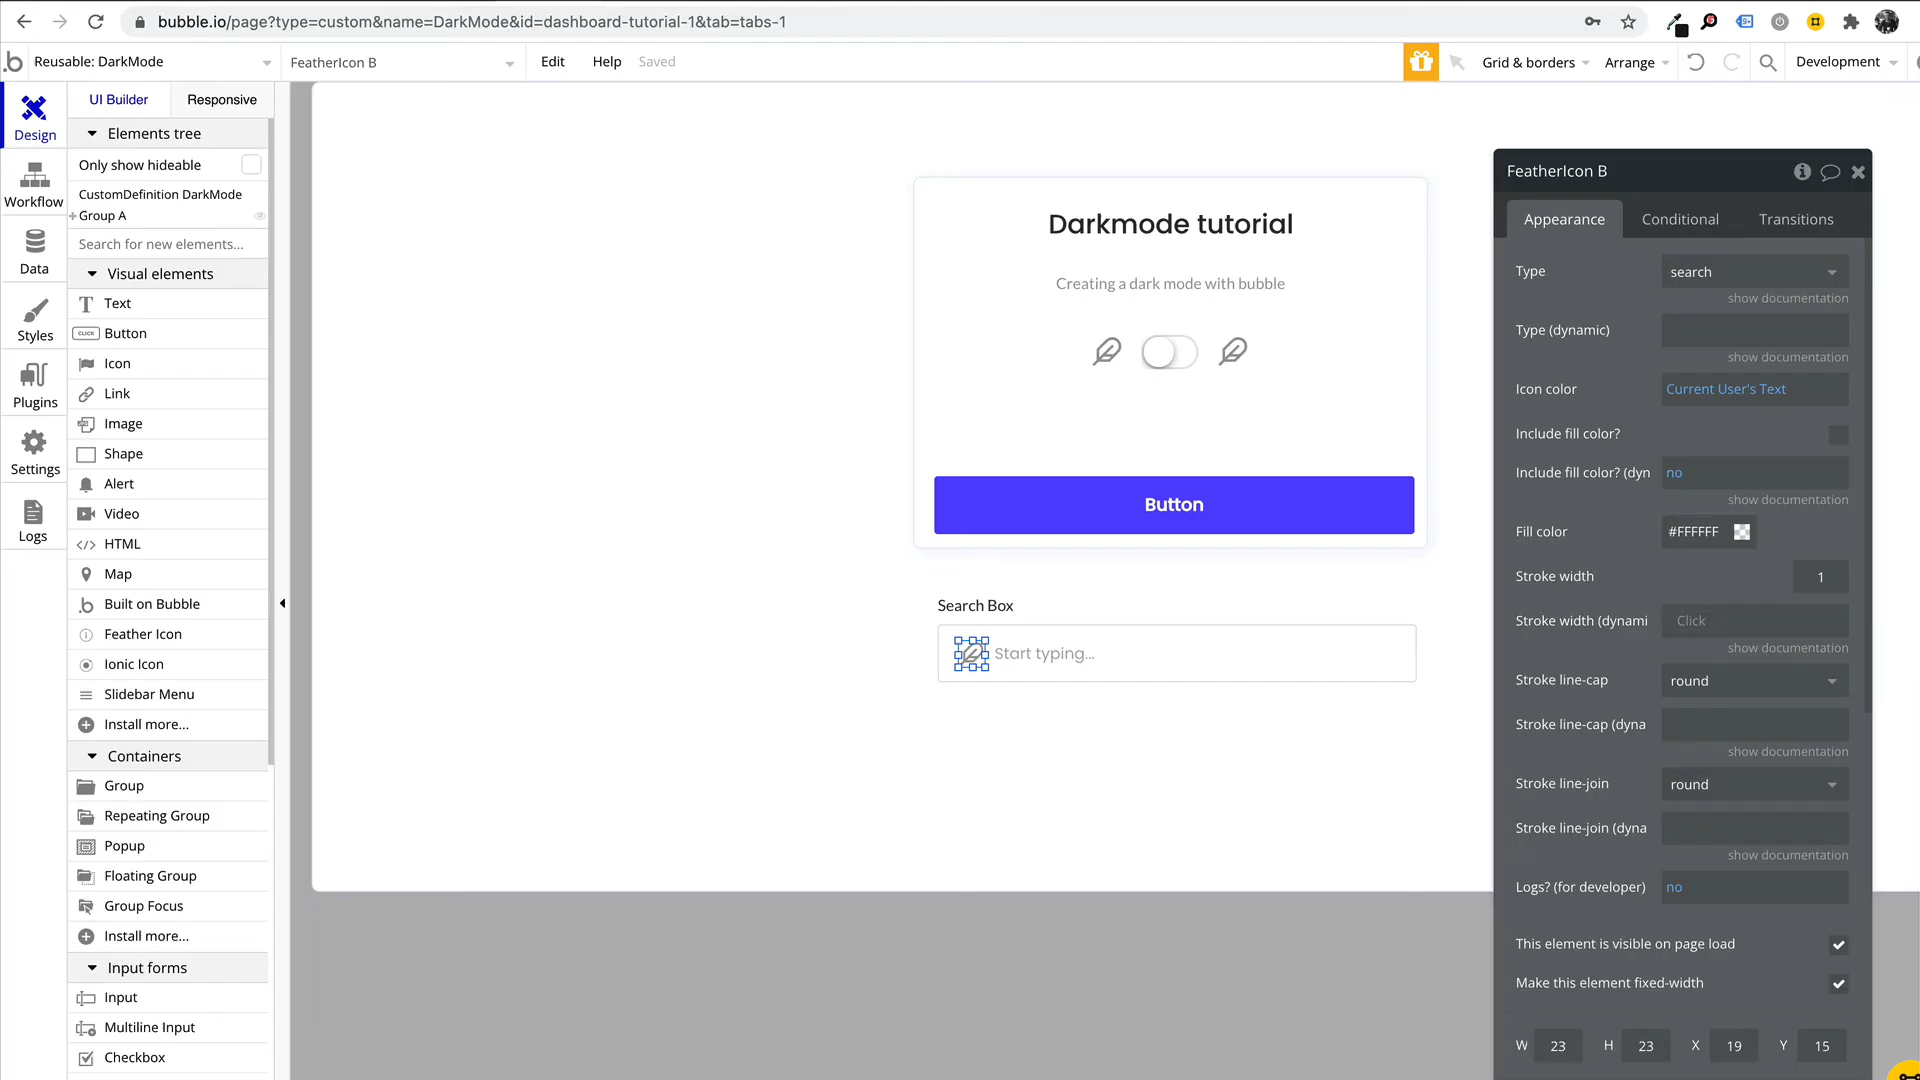 bubble.io/page?type=custom&name=DarkMode&id=dashboard-tutorial-1&tab=tabs-1
Reusable: DarkMode
FeatherIcon B
Edit
Help
Saved
Grid & borders
Arrange
Development
Design
Workflow
Data
Styles
Plugins
Settings
Logs
UI Builder
Responsive
Elements tree
Only show hideable
CustomDefinition DarkMode
Group A
Search for new elements...
Visual elements
Text
CLICK Button
Icon
Link
Image
Shape
Alert
Video
HTML
Map
Built on Bubble
Feather Icon
Ionic Icon
Slidebar Menu
Install more...
Containers
Group
Repeating Group
Popup
Floating Group
Group Focus
Install more...
Input forms
Input
Multiline Input
Checkbox
Darkmode tutorial
Creating a dark mode with bubble
Button
Search Box
Start typing...
FeatherIcon B
Appearance
Conditional
Transitions
Type
search
show documentation
Type (dynamic)
show documentation
Icon color
Current User's Text
Include fill color?
Include fill color? (dyn
no
show documentation
Fill color
#FFFFFF
Stroke width
1
Stroke width (dynami
Click
show documentation
Stroke line-cap
round
Stroke line-cap (dyna
show documentation
Stroke line-join
round
Stroke line-join (dyna
show documentation
Logs? (for developer)
no
This element is visible on page load
Make this element fixed-width
W 23 H 23 X 19 Y 15